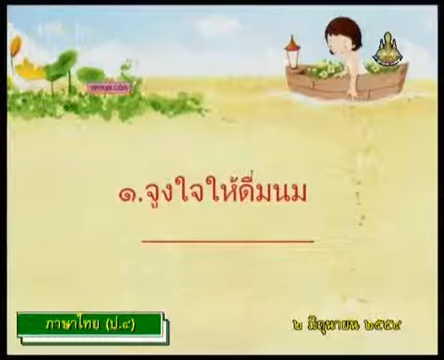 ๑.จูงใจให้ดื่มนม
ภาษาไทย (ป.๔)
๒ มิถุนายน ๒๕๕๔